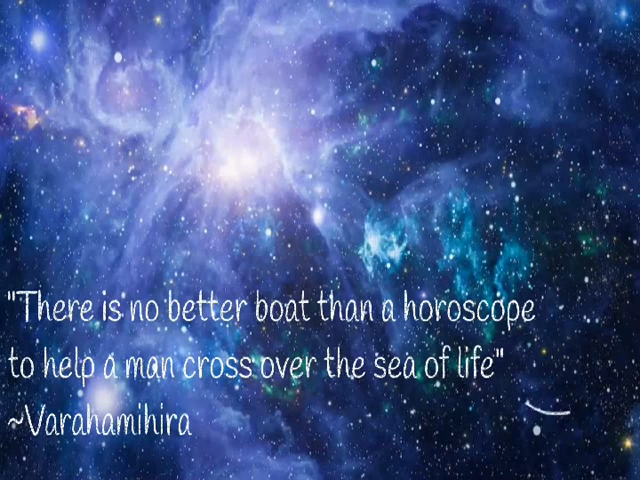 "There is no better boat than a horoscope
to help a man cross over the sea of life"
~Varahamihira